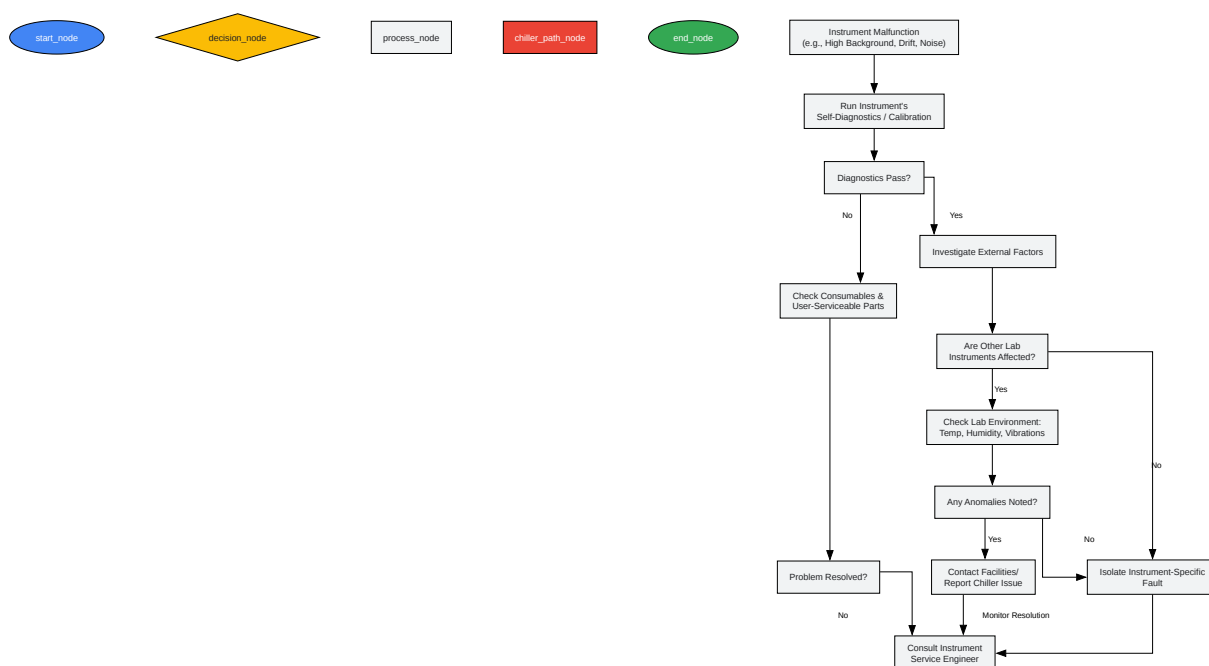 start_node
decision_node
process_node
chiller_path_node
end_node
Instrument Malfunction
(e.g., High Background, Drift, Noise)
Run Instrument's
Self-Diagnostics / Calibration
Diagnostics Pass?
No
Yes
Investigate External Factors
Check Consumables &
User-Serviceable Parts
Are Other Lab
Instruments Affected?
Yes
Check Lab Environment:
Temp, Humidity, Vibrations
No
Any Anomalies Noted?
Yes
No
Problem Resolved?
Contact Facilities/
Report Chiller Issue
Isolate Instrument-Specific
Fault
No
Monitor Resolution
Consult Instrument
Service Engineer